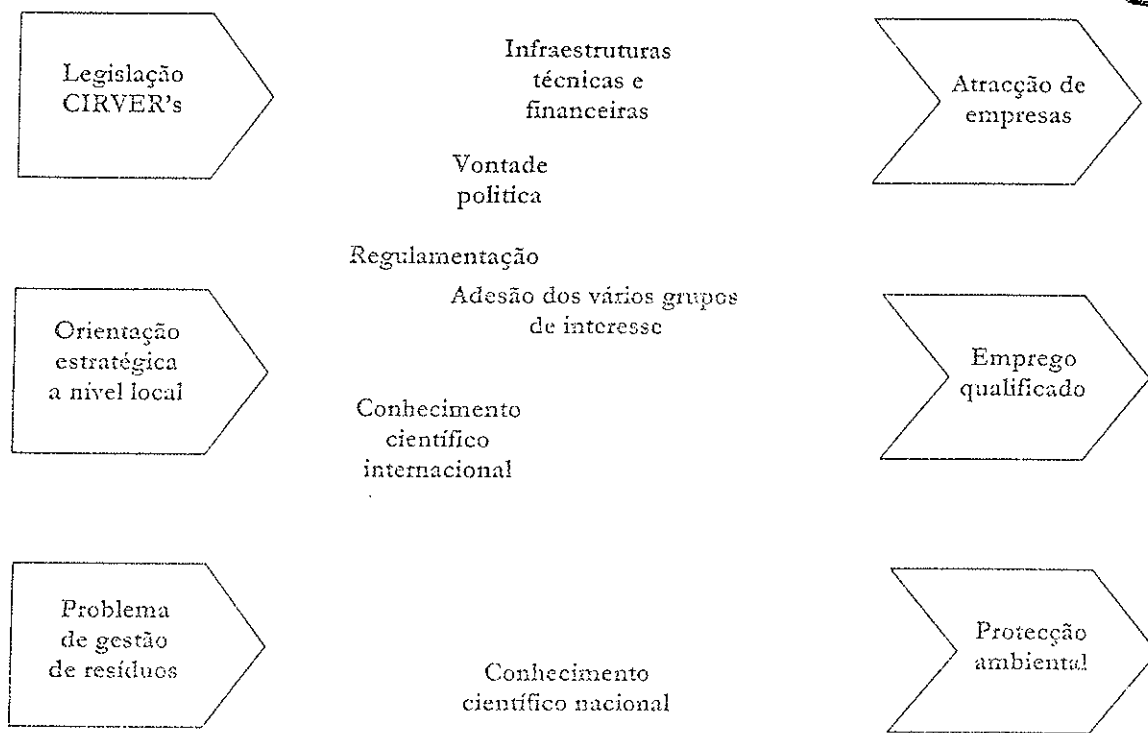 Legislação
CIRVER's
Infraestruturas
técnicas e
financeiras
Atracção de
empresas
Vontade
politica
Regulamentação
Adesão dos vários grupos
de interesse
Orientação
estratégica
a nível local
Emprego
qualificado
Conhecimento
científico
internacional
Problema
de gestão
de resíduos
Conhecimento
científico nacional
Protecção
ambiental